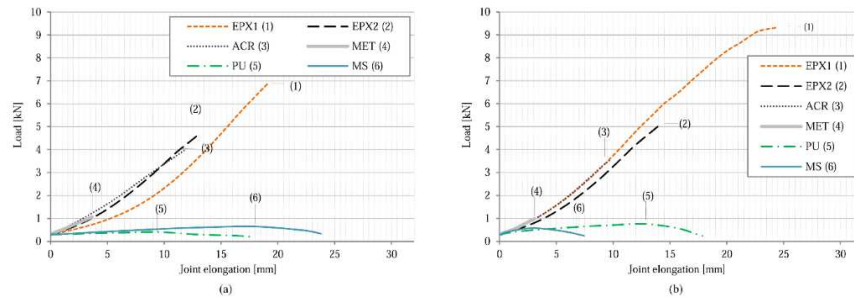 10
9
8
7
6
5
4
3
2
1
0
Load [kN]
EPX1 (1) EPX2 (2)
ACR (3) MET (4)
PU (5) MS (6)
(1)
(2)
(3)
(4)
(5)
(6)
0 5 10 15 20 25 30
Joint elongation [mm]
(a)
10
9
8
7
6
5
4
3
2
1
0
Load [kN]
(1)
EPX1 (1)
EPX2 (2)
ACR (3)
MET (4)
PU (5)
MS (6)
(2)
(3)
(4)
(6)
(5)
0 5 10 15 20 25 30
Joint elongation [mm]
(b)